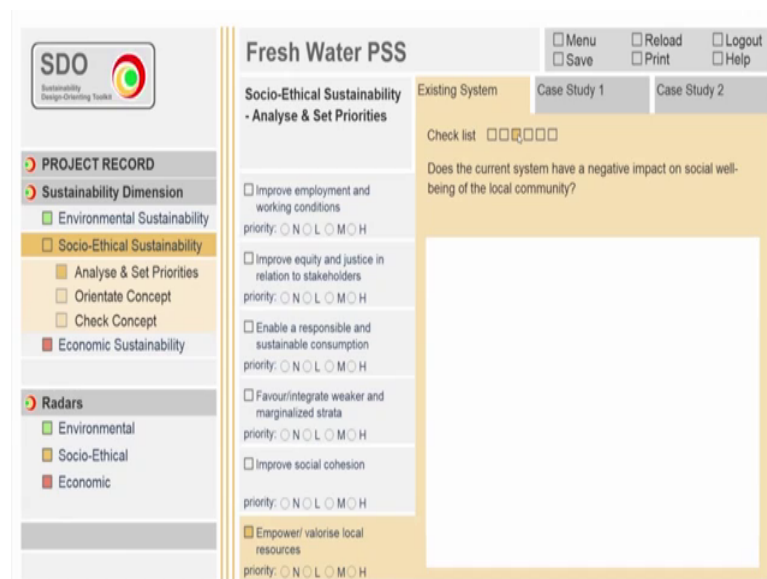 SDO
Sustainability
Design-Orienting Toolkit
Fresh Water PSS
Menu
Reload
Logout
Save
Print
Help
PROJECT RECORD
Sustainability Dimension
Environmental Sustainability
Socio-Ethical Sustainability
Analyse & Set Priorities
Orientate Concept
Check Concept
Economic Sustainability
Radars
Environmental
Socio-Ethical
Economic
Socio-Ethical Sustainability
- Analyse & Set Priorities
Improve employment and
working conditions
priority: N L M H
Improve equity and justice in
relation to stakeholders
priority: N L M H
Enable a responsible and
sustainable consumption
priority: N L M H
Favour/integrate weaker and
marginalized strata
priority: N L M H
Improve social cohesion
priority: N L M H
Empower/ valorise local
resources
priority: N L M H
Existing System
Case Study 1
Case Study 2
Check list
Does the current system have a negative impact on social well-
being of the local community?